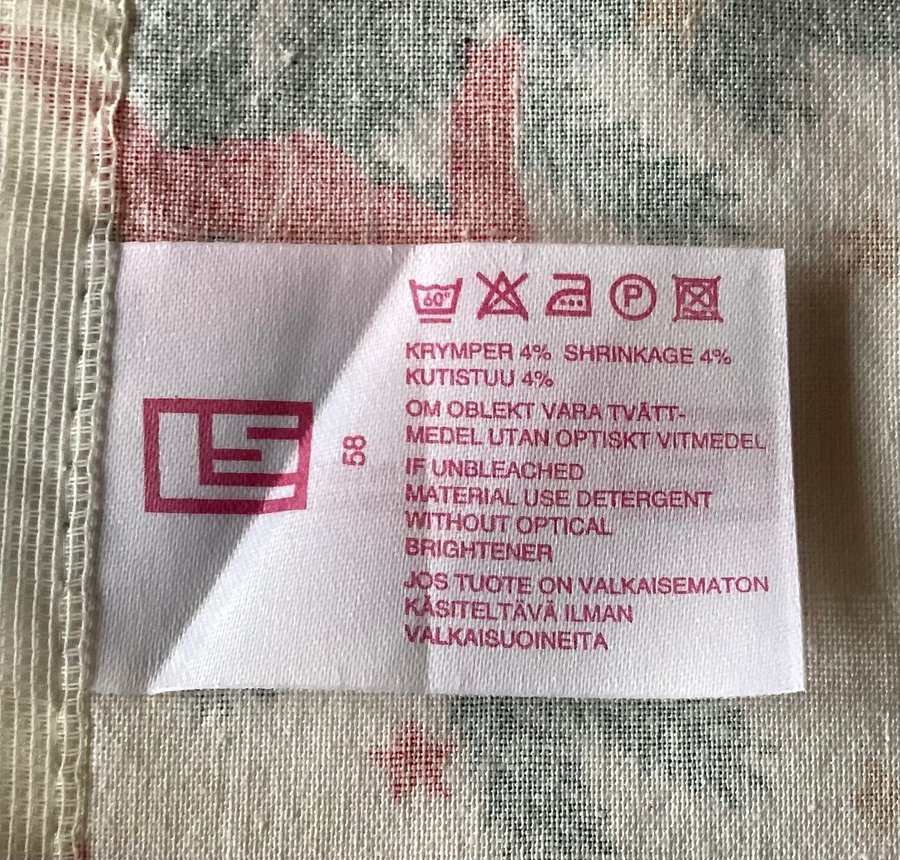 LS
58
60° P
KRYMPER 4% SHRINKAGE 4%
KUTISTUU 4%
OM OBLEKT VARA TVÄTT-
MEDEL UTAN OPTISKT VITMEDEL
IF UNBLEACHED
MATERIAL USE DETERGENT
WITHOUT OPTICAL
BRIGHTENER
JOS TUOTE ON VALKAISEMATON
KÄSITELTÄVÄ ILMAN
VALKAISUOINEITA